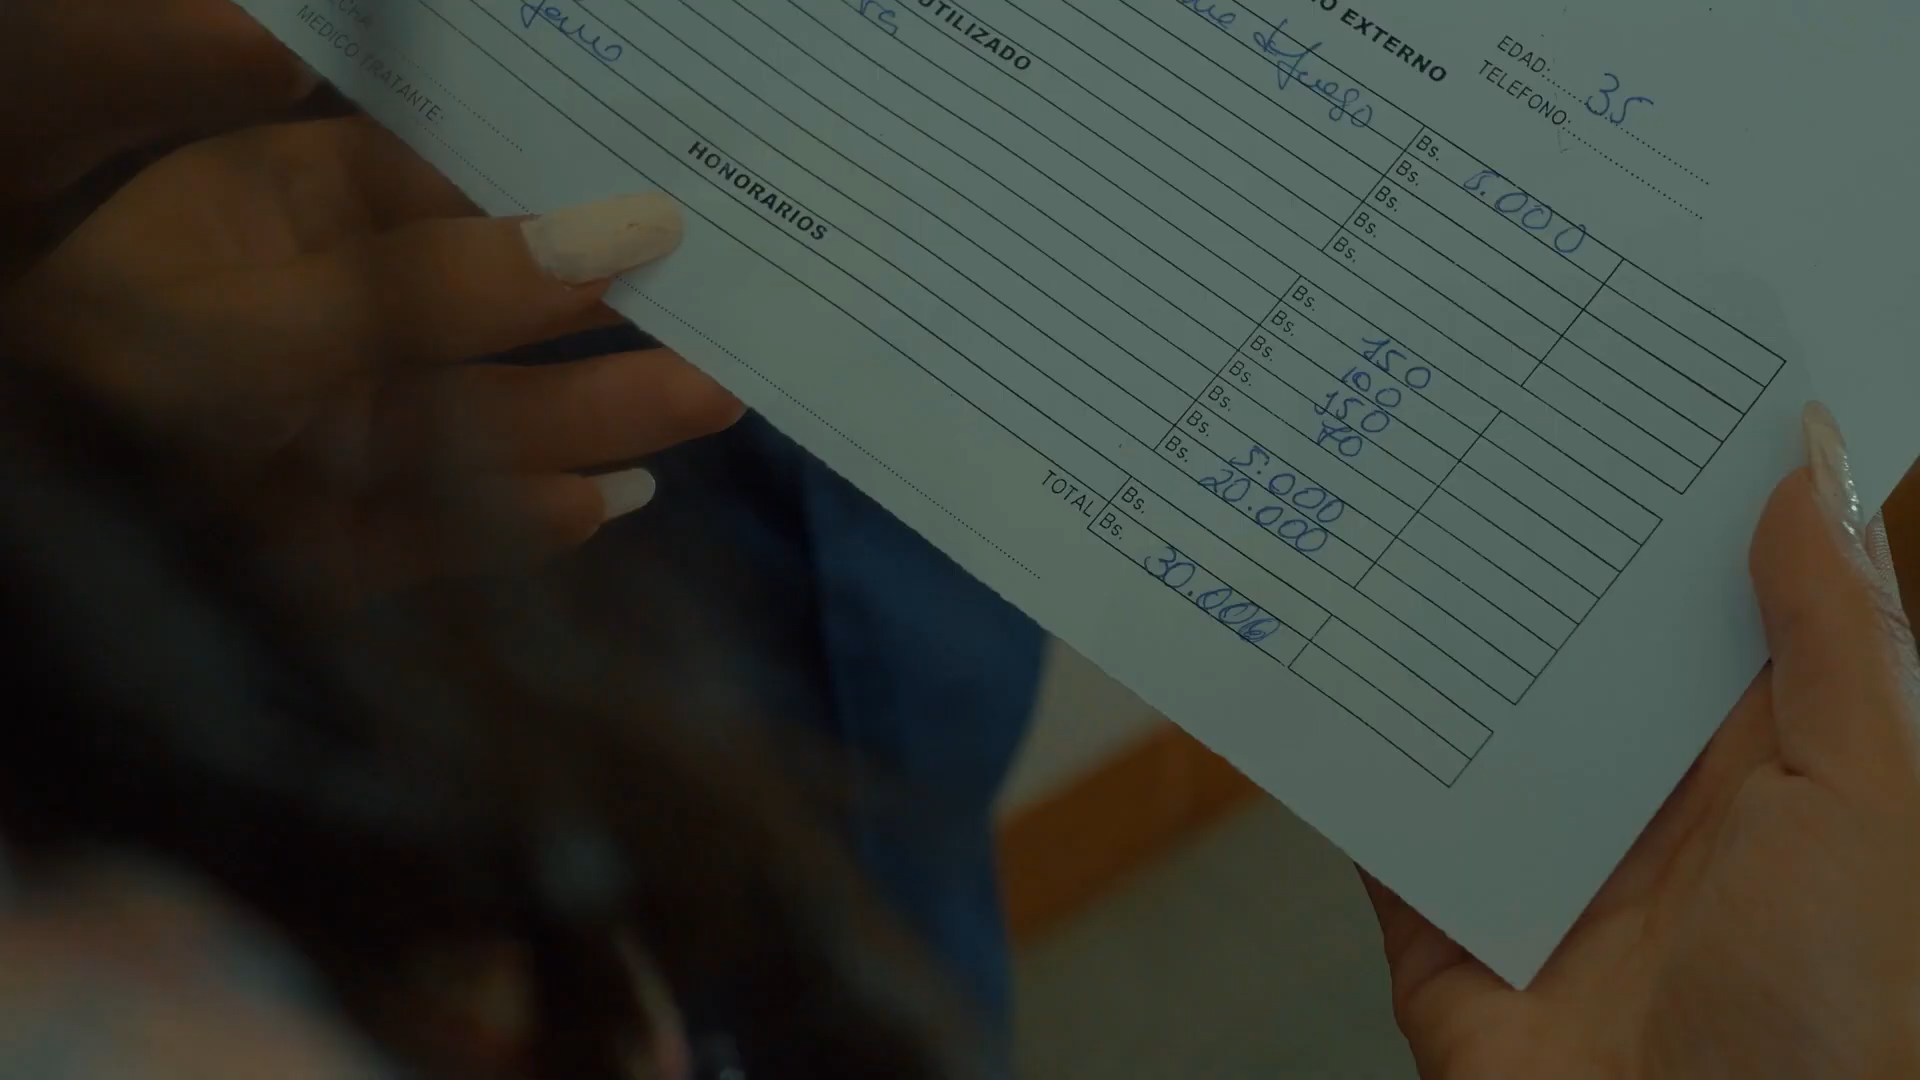 O EXTERNO
EDAD: 35
TELEFONO:
Bs. 5.000
Bs.
Bs.
Bs.
Bs.
UTILIZADO
Bs. 150
Bs. 100
Bs. 150
Bs. 70
Bs.
Bs. 5.000
Bs. 20.000
HONORARIOS
Bs.
TOTAL Bs. 30.000
MEDICO TRATANTE: